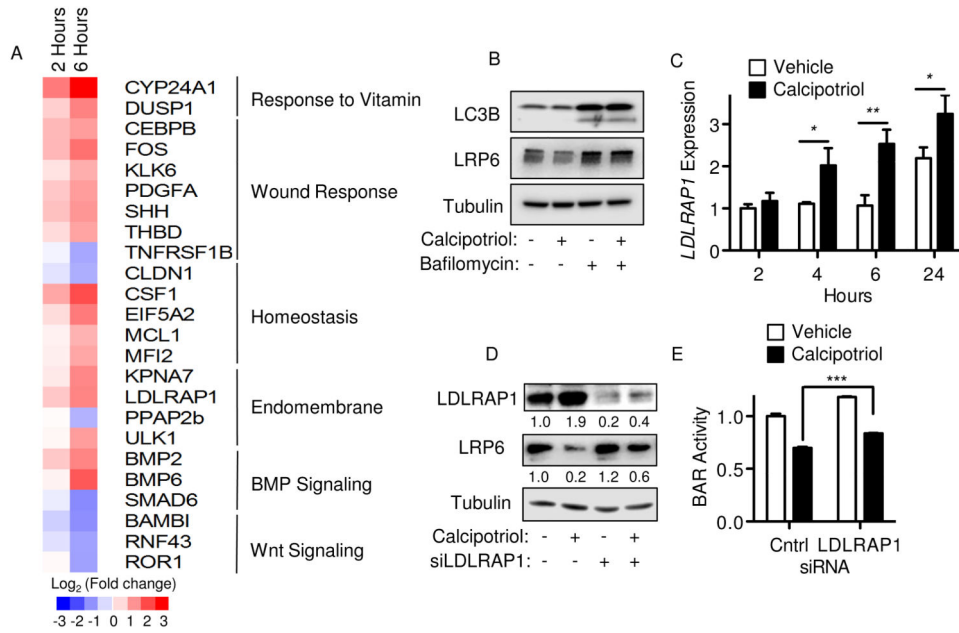 A
2 Hours
6 Hours
CYP24A1
DUSP1
CEBPB
FOS
KLK6
PDGFA
SHH
THBD
TNFRSF1B
CLDN1
CSF1
EIF5A2
MCL1
MFI2
KPNA7
LDLRAP1
PPAP2b
ULK1
BMP2
BMP6
SMAD6
BAMBI
RNF43
ROR1
Response to Vitamin
Wound Response
Homeostasis
Endomembrane
BMP Signaling
Wnt Signaling
Log2 (Fold change)
-3 -2 -1 0 1 2 3
B
LC3B
LRP6
Tubulin
Calcipotriol: - + - +
Bafilomycin: - - + +
C
Vehicle
Calcipotriol
LDLRAP1 Expression
3
2
1
0
* ** *
2 4 6 24
Hours
D
LDLRAP1
1.0 1.9 0.2 0.4
LRP6
1.0 0.2 1.2 0.6
Tubulin
Calcipotriol: - + - +
siLDLRAP1: - - + +
E
Vehicle
Calcipotriol
***
BAR Activity
1.0
0.5
0.0
Cntrl LDLRAP1
siRNA